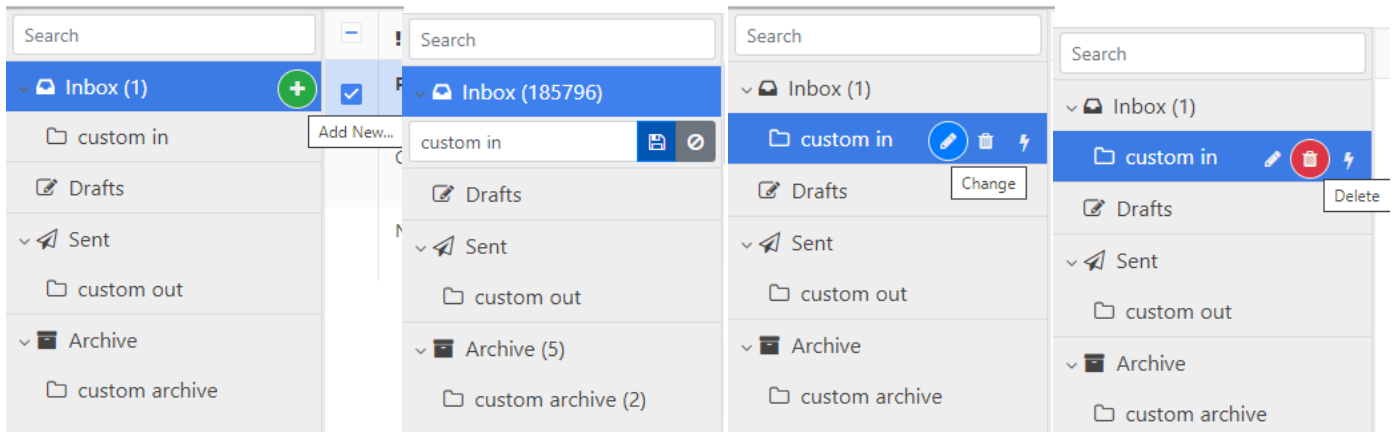 Search
!
Inbox (1)
Add New...
custom in
Drafts
Sent
custom out
Archive
custom archive
Search
Inbox (185796)
custom in
Drafts
Sent
custom out
Archive (5)
custom archive (2)
Search
Inbox (1)
custom in
Change
Drafts
Sent
custom out
Archive
custom archive
Search
Inbox (1)
custom in
Delete
Drafts
Sent
custom out
Archive
custom archive